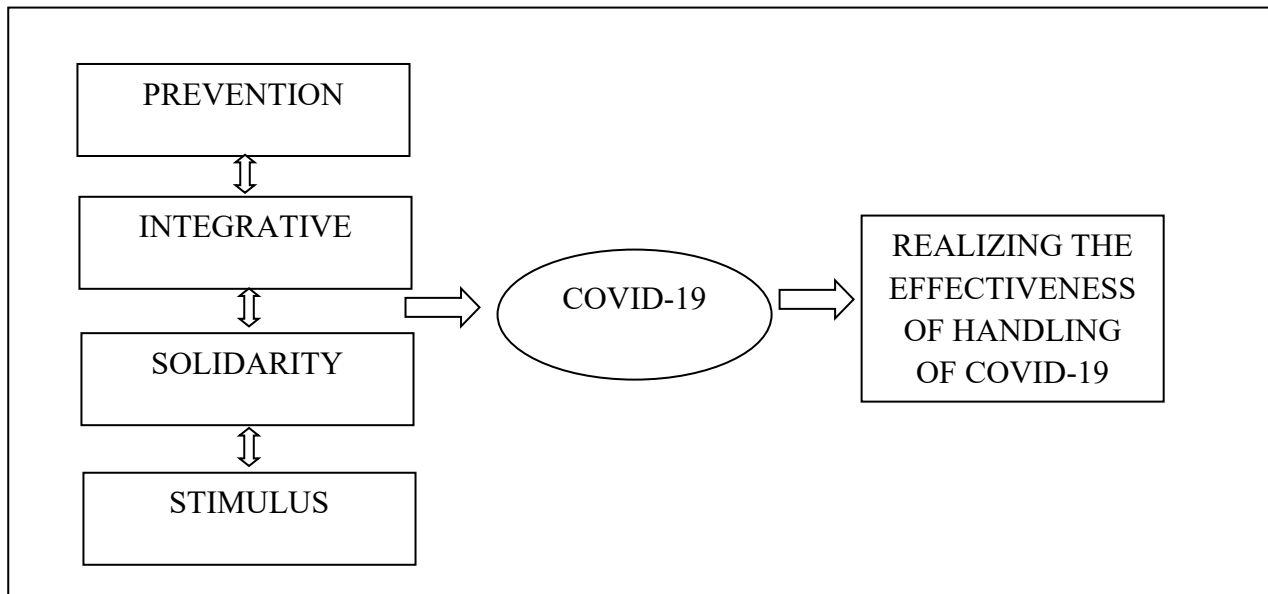 PREVENTION
INTEGRATIVE
SOLIDARITY
STIMULUS
COVID-19
REALIZING THE
EFFECTIVENESS
OF HANDLING
OF COVID-19